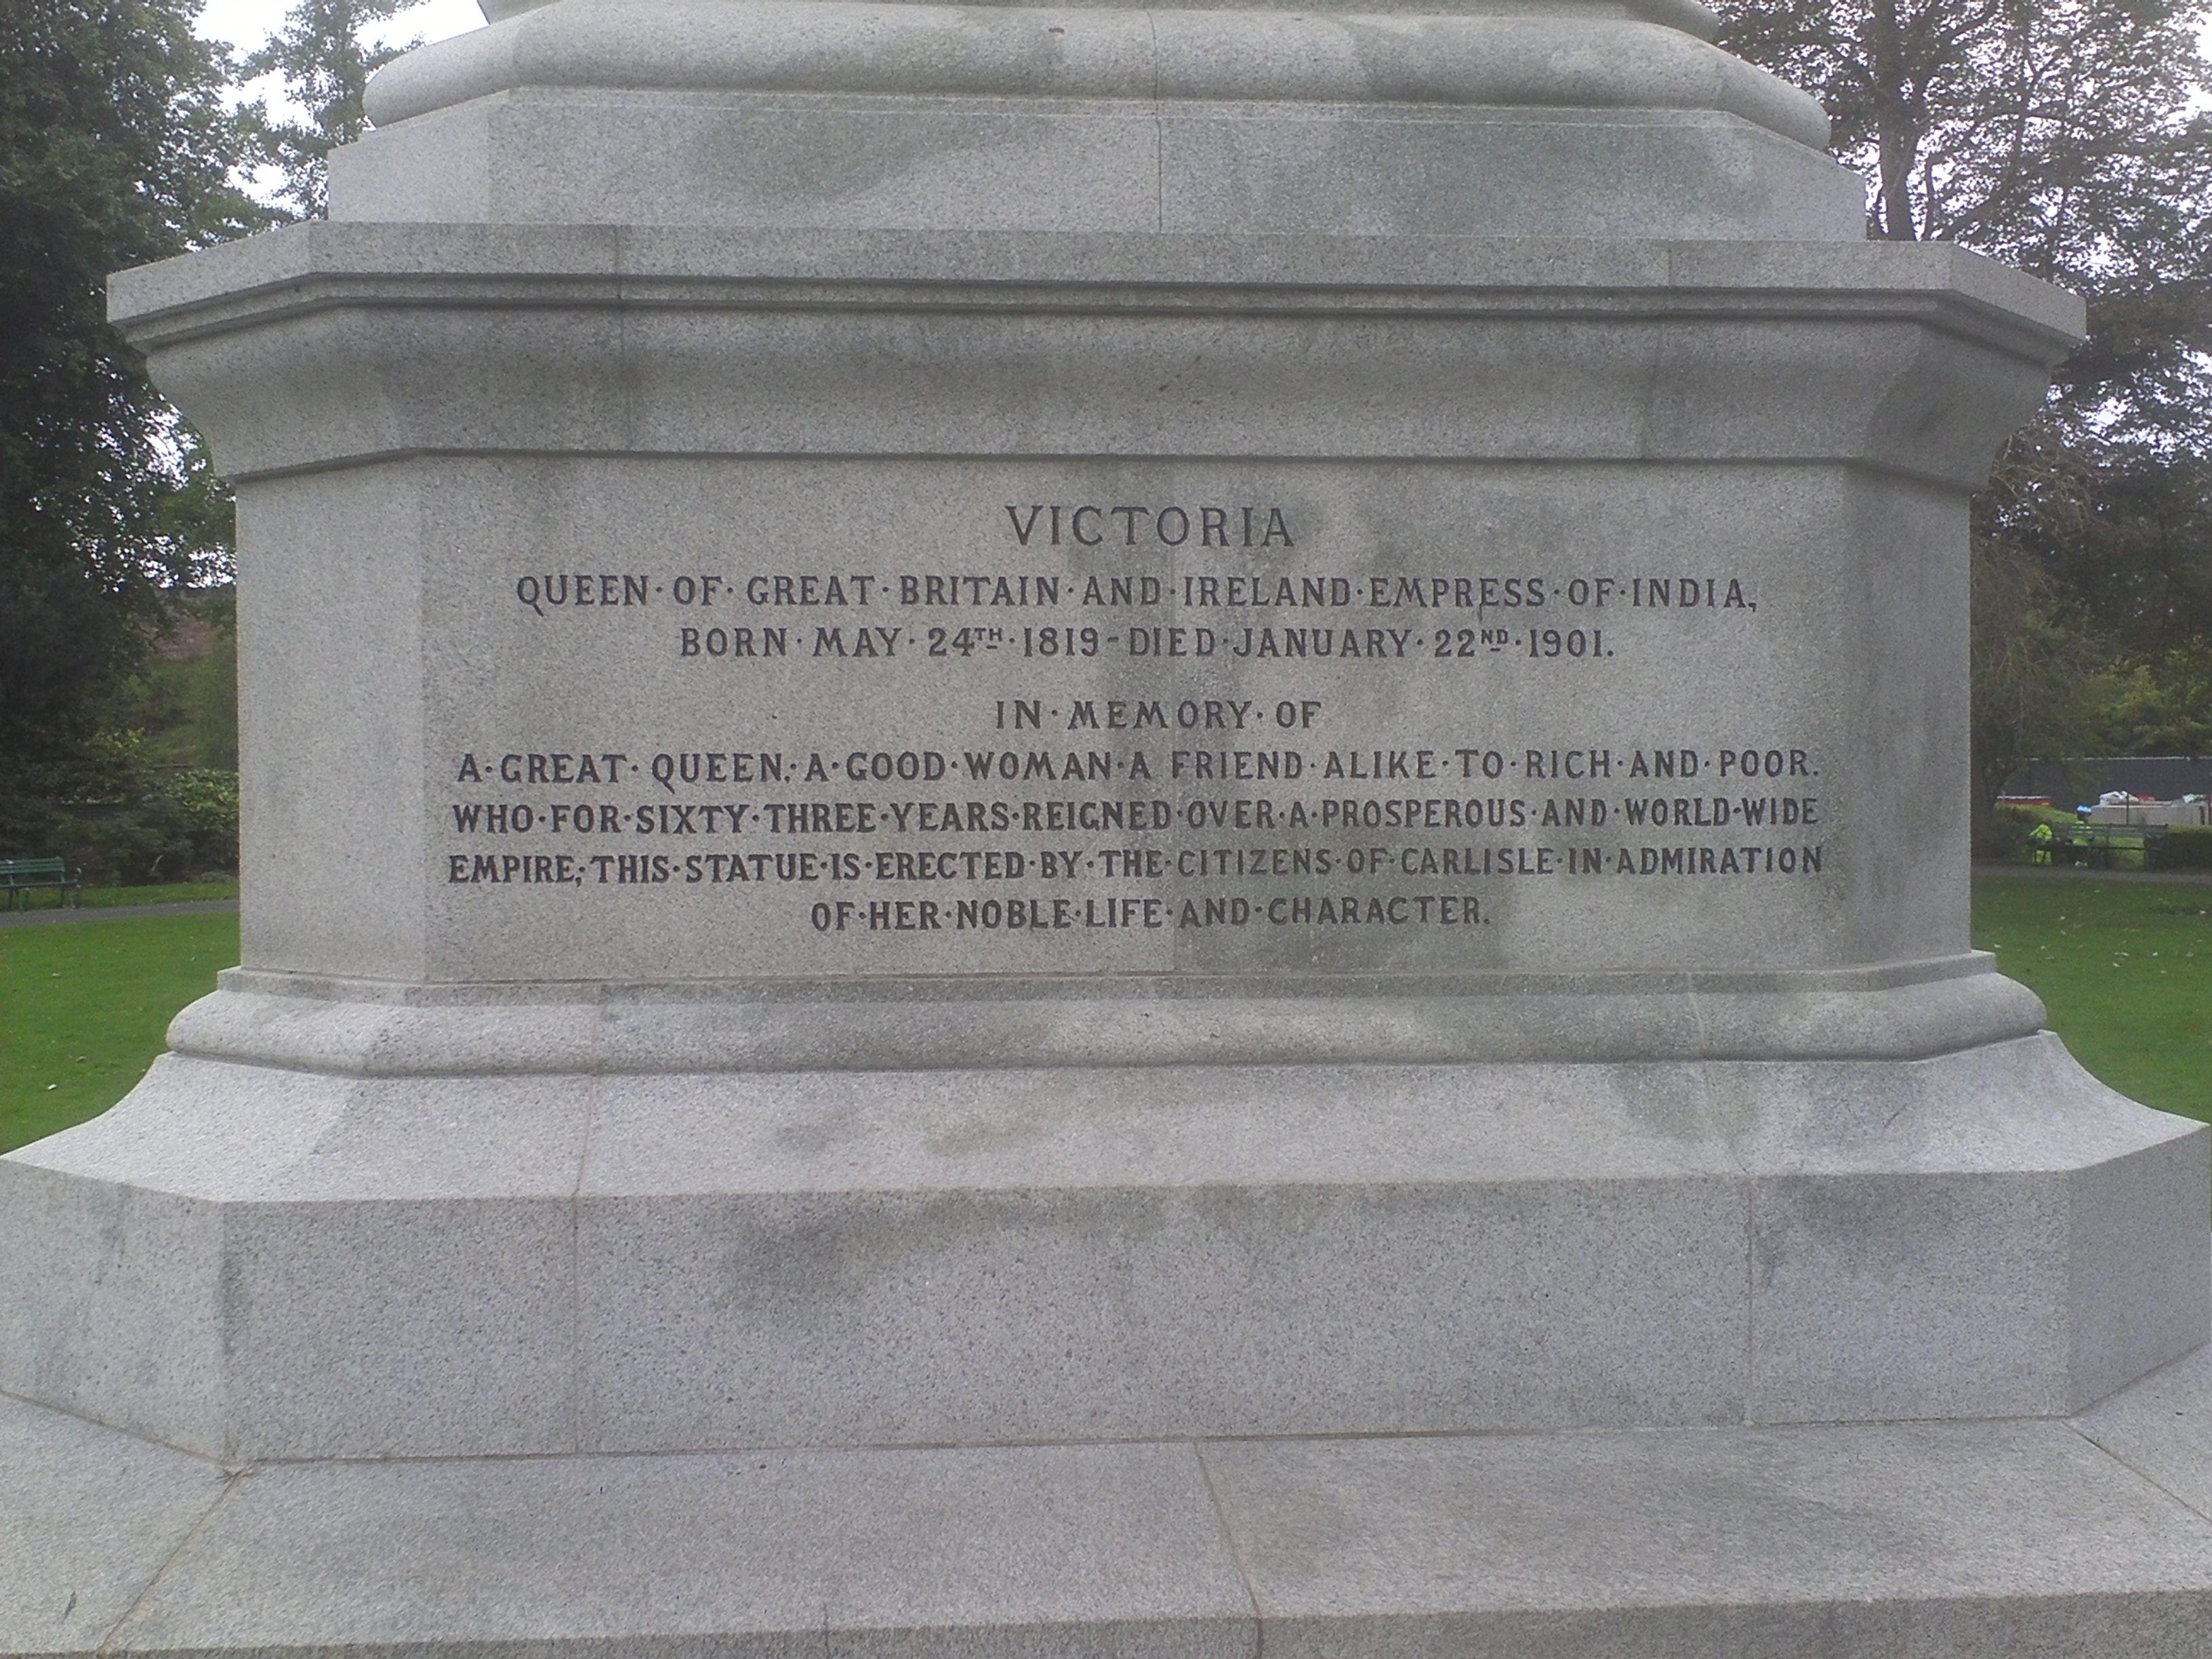 VICTORIA
QUEEN·OF·GREAT·BRITAIN·AND·IRELAND·EMPRESS·OF·INDIA,
BORN·MAY·24TH·1819-DIED·JANUARY·22ND·1901.
IN·MEMORY·OF
A·GREAT·QUEEN,·A·GOOD·WOMAN·A FRIEND·ALIKE·TO·RICH·AND·POOR.
WHO·FOR·SIXTY·THREE·YEARS·REIGNED·OVER·A·PROSPEROUS·AND·WORLD·WIDE
EMPIRE;·THIS·STATUE·IS·ERECTED·BY·THE·CITIZENS·OF·CARLISLE·IN·ADMIRATION
OF·HER·NOBLE·LIFE·AND·CHARACTER.